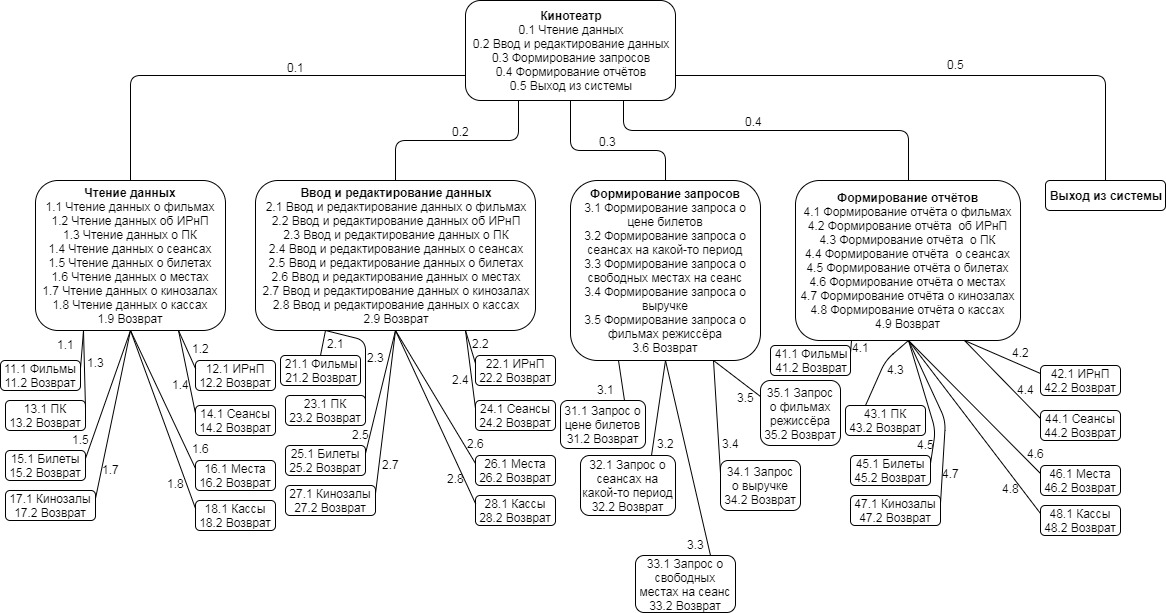 Кинотеатр
0.1 Чтение данных
0.2 Ввод и редактирование данных
0.3 Формирование запросов
0.4 Формирование отчётов
0.5 Выход из системы
0.1
0.2
0.3
0.4
0.5
Чтение данных
1.1 Чтение данных о фильмах
1.2 Чтение данных об ИРнП
1.3 Чтение данных о ПК
1.4 Чтение данных о сеансах
1.5 Чтение данных о билетах
1.6 Чтение данных о местах
1.7 Чтение данных о кинозалах
1.8 Чтение данных о кассах
1.9 Возврат
Ввод и редактирование данных
2.1 Ввод и редактирование данных о фильмах
2.2 Ввод и редактирование данных об ИРнП
2.3 Ввод и редактирование данных о ПК
2.4 Ввод и редактирование данных о сеансах
2.5 Ввод и редактирование данных о билетах
2.6 Ввод и редактирование данных о местах
2.7 Ввод и редактирование данных о кинозалах
2.8 Ввод и редактирование данных о кассах
2.9 Возврат
Формирование запросов
3.1 Формирование запроса о
цене билетов
3.2 Формирование запроса о
сеансах на какой-то период
3.3 Формирование запроса о
свободных местах на сеанс
3.4 Формирование запроса о
выручке
3.5 Формирование запроса о
фильмах режиссёра
3.6 Возврат
Формирование отчётов
4.1 Формирование отчёта о фильмах
4.2 Формирование отчёта об ИРнП
4.3 Формирование отчёта о ПК
4.4 Формирование отчёта о сеансах
4.5 Формирование отчёта о билетах
4.6 Формирование отчёта о местах
4.7 Формирование отчёта о кинозалах
4.8 Формирование отчёта о кассах
4.9 Возврат
Выход из системы
1.1
1.3
1.2
1.4
1.5
1.7
1.6
1.8
11.1 Фильмы
11.2 Возврат
12.1 ИРнП
12.2 Возврат
13.1 ПК
13.2 Возврат
14.1 Сеансы
14.2 Возврат
15.1 Билеты
15.2 Возврат
16.1 Места
16.2 Возврат
17.1 Кинозалы
17.2 Возврат
18.1 Кассы
18.2 Возврат
2.1
2.3
2.2
2.4
2.5
2.7
2.6
2.8
21.1 Фильмы
21.2 Возврат
22.1 ИРнП
22.2 Возврат
23.1 ПК
23.2 Возврат
24.1 Сеансы
24.2 Возврат
25.1 Билеты
25.2 Возврат
26.1 Места
26.2 Возврат
27.1 Кинозалы
27.2 Возврат
28.1 Кассы
28.2 Возврат
3.1
3.2
3.3
3.4
3.5
31.1 Запрос о
цене билетов
31.2 Возврат
32.1 Запрос о
сеансах на
какой-то период
32.2 Возврат
33.1 Запрос о
свободных
местах на сеанс
33.2 Возврат
34.1 Запрос
о выручке
34.2 Возврат
35.1 Запрос
о фильмах
режиссёра
35.2 Возврат
4.1
4.3
4.2
4.4
4.5
4.7
4.6
4.8
41.1 Фильмы
41.2 Возврат
42.1 ИРнП
42.2 Возврат
43.1 ПК
43.2 Возврат
44.1 Сеансы
44.2 Возврат
45.1 Билеты
45.2 Возврат
46.1 Места
46.2 Возврат
47.1 Кинозалы
47.2 Возврат
48.1 Кассы
48.2 Возврат